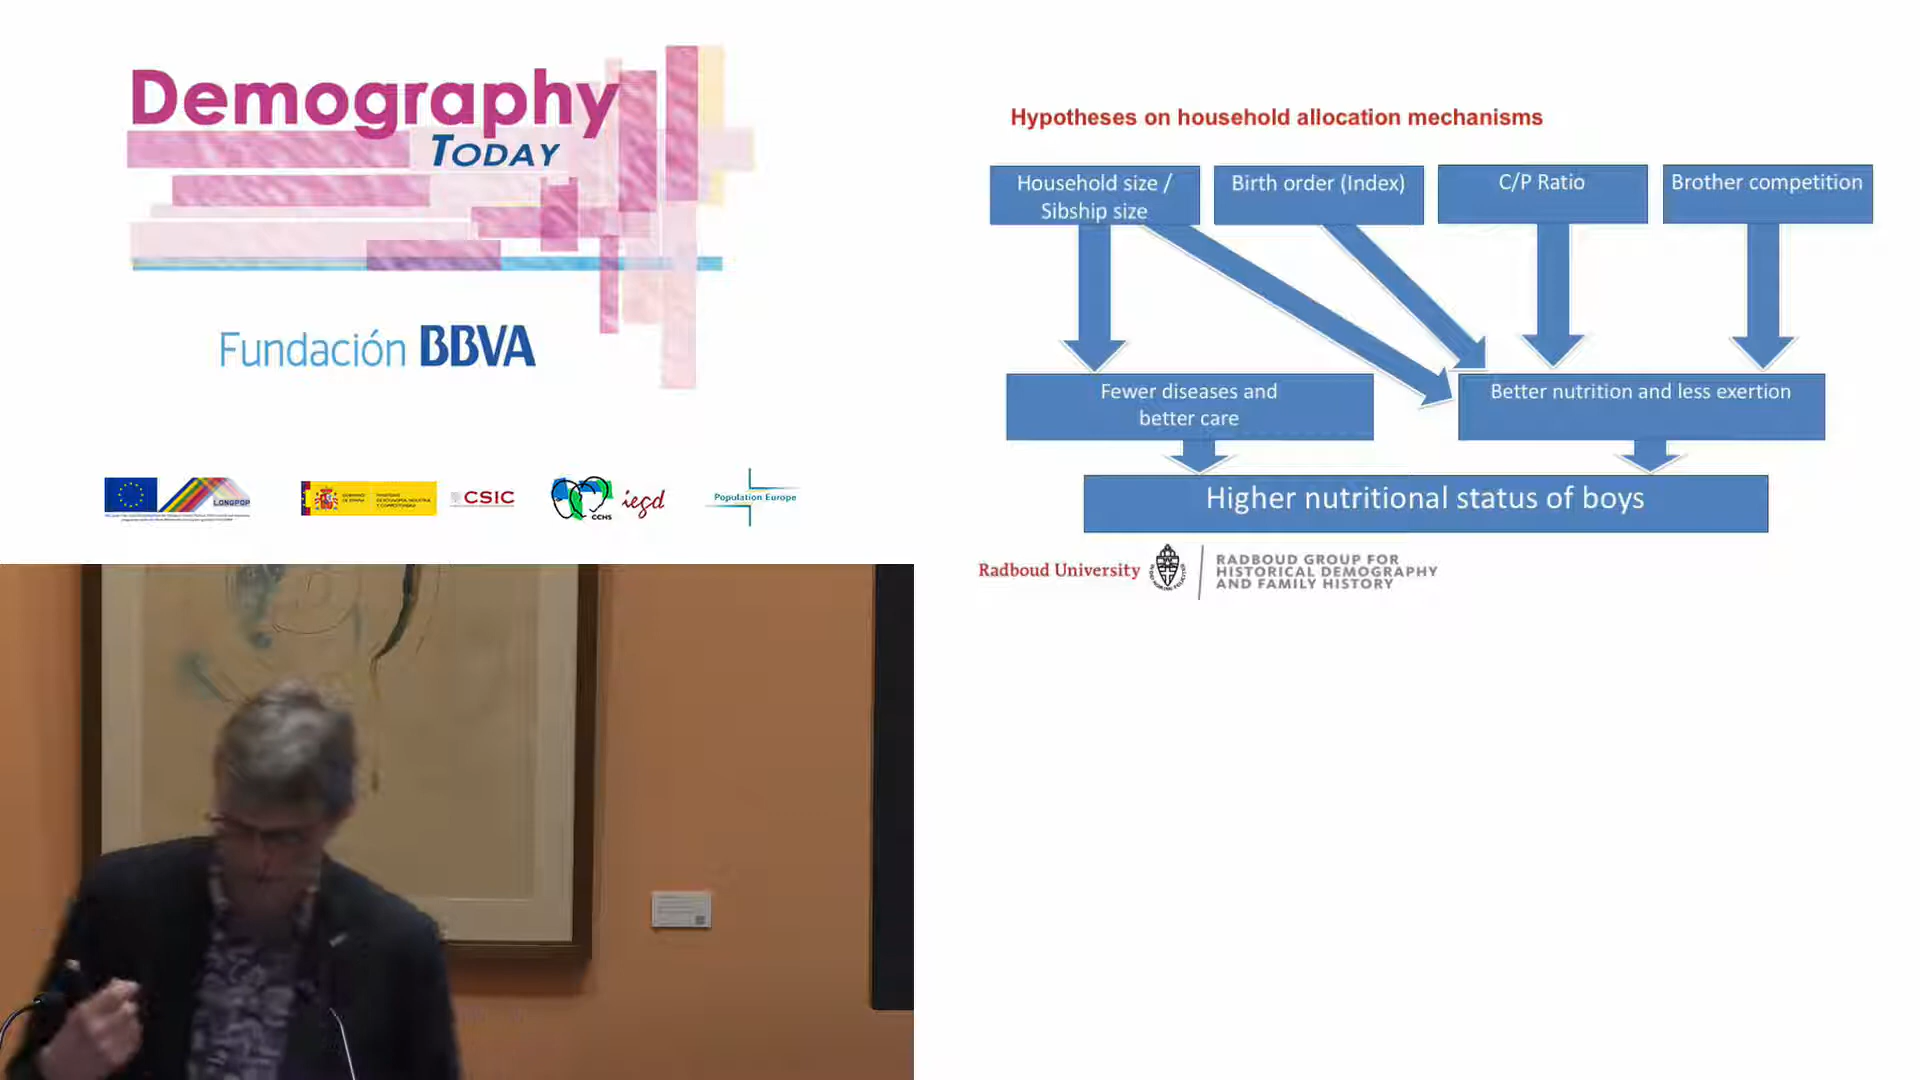 Demography
TODAY
Fundación BBVA
LONGPOP
CSIC
CCHS
iegd
Population Europe
Hypotheses on household allocation mechanisms
Household size /
Sibship size
Birth order (Index)
C/P Ratio
Brother competition
Fewer diseases and
better care
Better nutrition and less exertion
Higher nutritional status of boys
Radboud University
RADBOUD GROUP FOR
HISTORICAL DEMOGRAPHY
AND FAMILY HISTORY